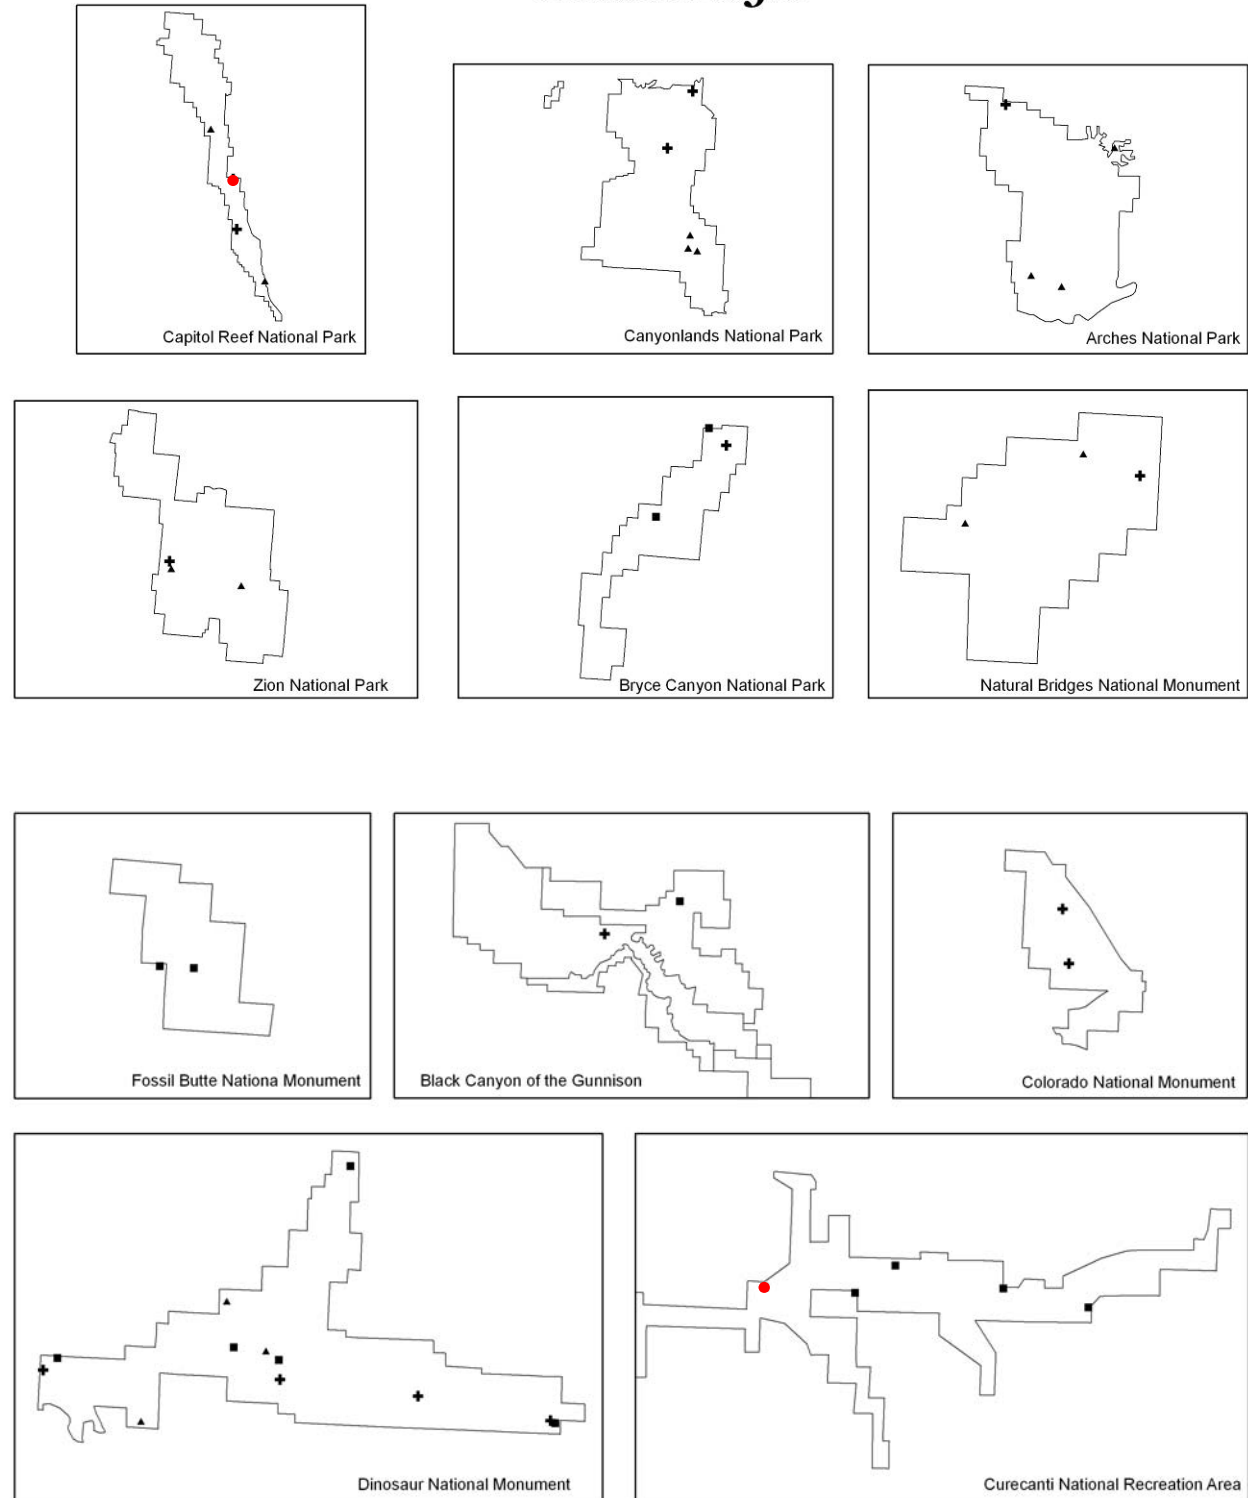 Capitol Reef National Park
Canyonlands National Park
Arches National Park
Zion National Park
Bryce Canyon National Park
Natural Bridges National Monument
Fossil Butte Nationa Monument
Black Canyon of the Gunnison
Colorado National Monument
Dinosaur National Monument
Curecanti National Recreation Area